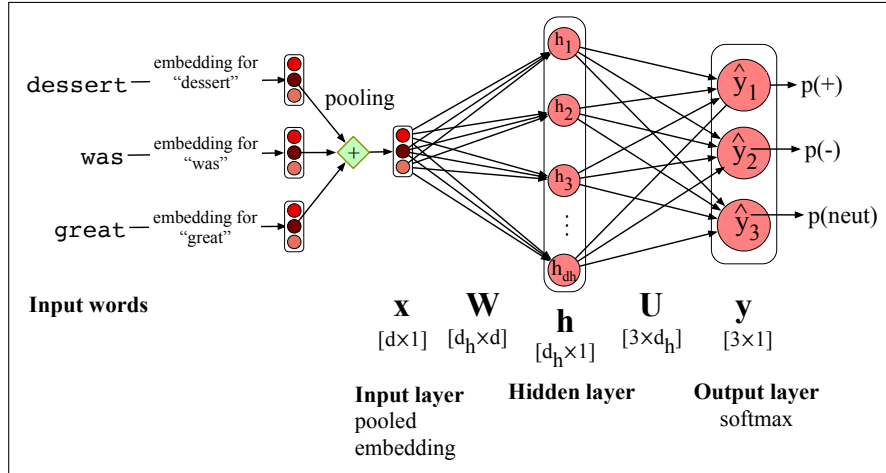 dessert
embedding for
“dessert”
pooling
was
embedding for
“was”
+
great
embedding for
“great”
h1
h2
h3
⋮
hdh
ŷ1
ŷ2
ŷ3
p(+)
p(-)
p(neut)
Input words
x
W
h
U
y
[d×1]
[dh×d]
[dh×1]
[3×dh]
[3×1]
Input layer
pooled
embedding
Hidden layer
Output layer
softmax